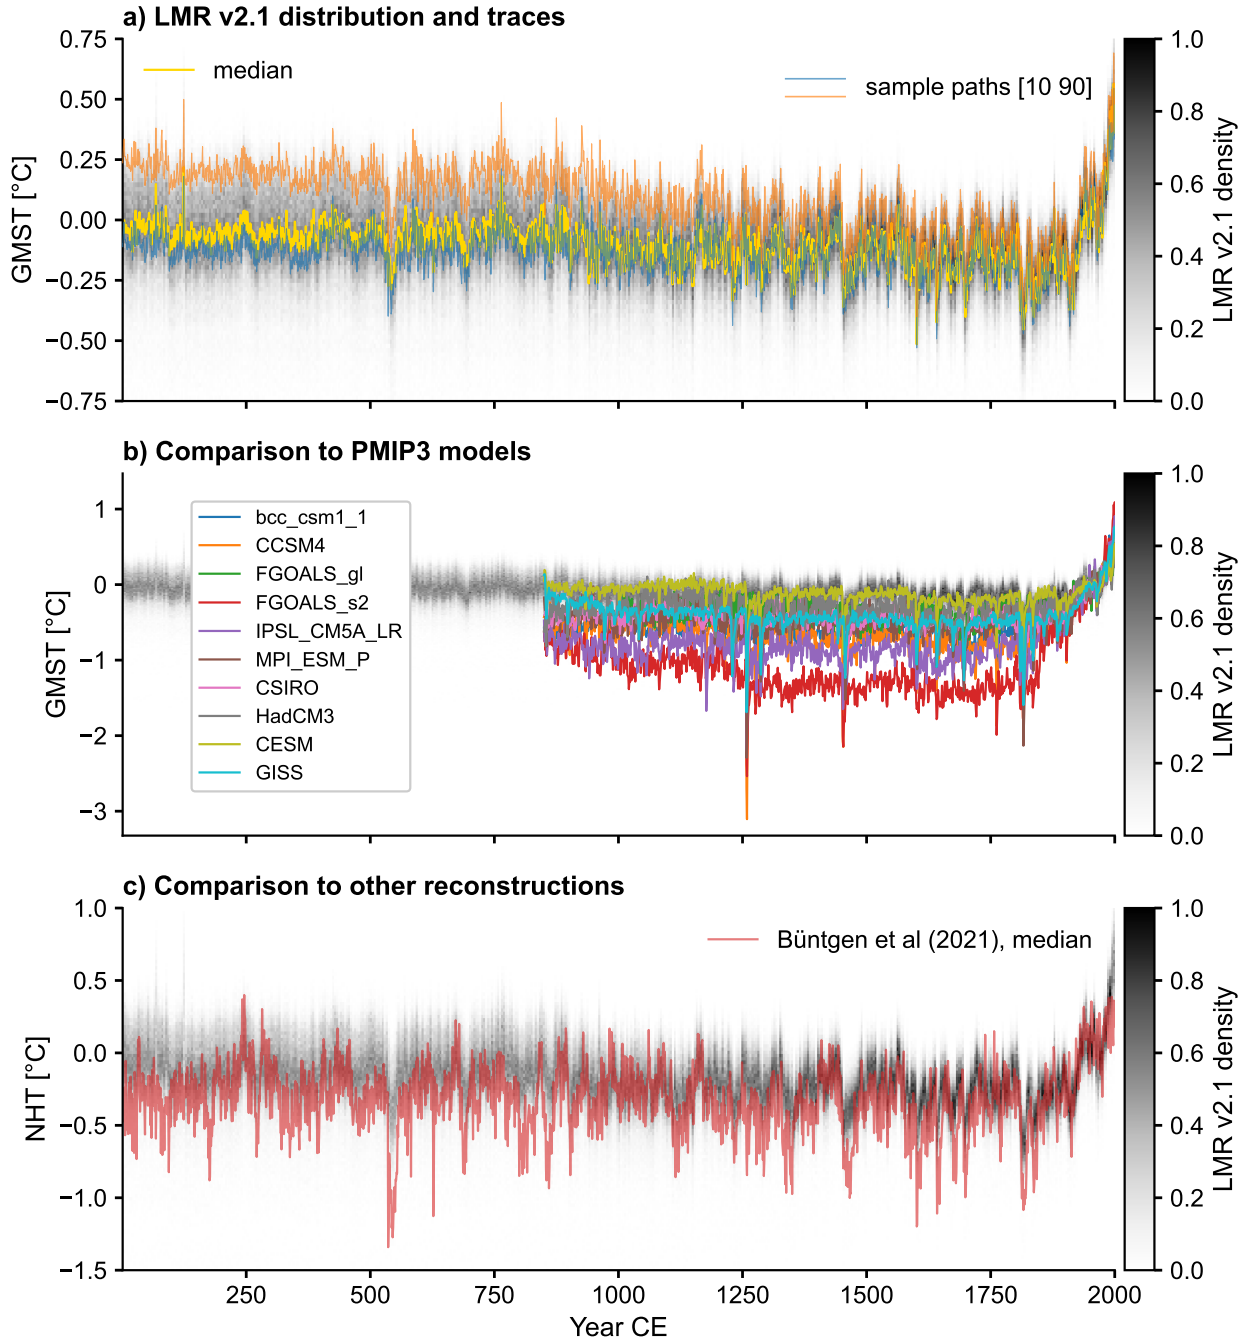 a) LMR v2.1 distribution and traces
0.75
0.50
0.25
0.00
−0.25
−0.50
−0.75
GMST [°C]
median
sample paths [10 90]
1.0
0.8
0.6
0.4
0.2
0.0
LMR v2.1 density
b) Comparison to PMIP3 models
1
0
−1
−2
−3
GMST [°C]
bcc_csm1_1
CCSM4
FGOALS_gl
FGOALS_s2
IPSL_CM5A_LR
MPI_ESM_P
CSIRO
HadCM3
CESM
GISS
1.0
0.8
0.6
0.4
0.2
0.0
LMR v2.1 density
c) Comparison to other reconstructions
1.0
0.5
0.0
−0.5
−1.0
−1.5
NHT [°C]
Büntgen et al (2021), median
1.0
0.8
0.6
0.4
0.2
0.0
LMR v2.1 density
250 500 750 1000 1250 1500 1750 2000
Year CE